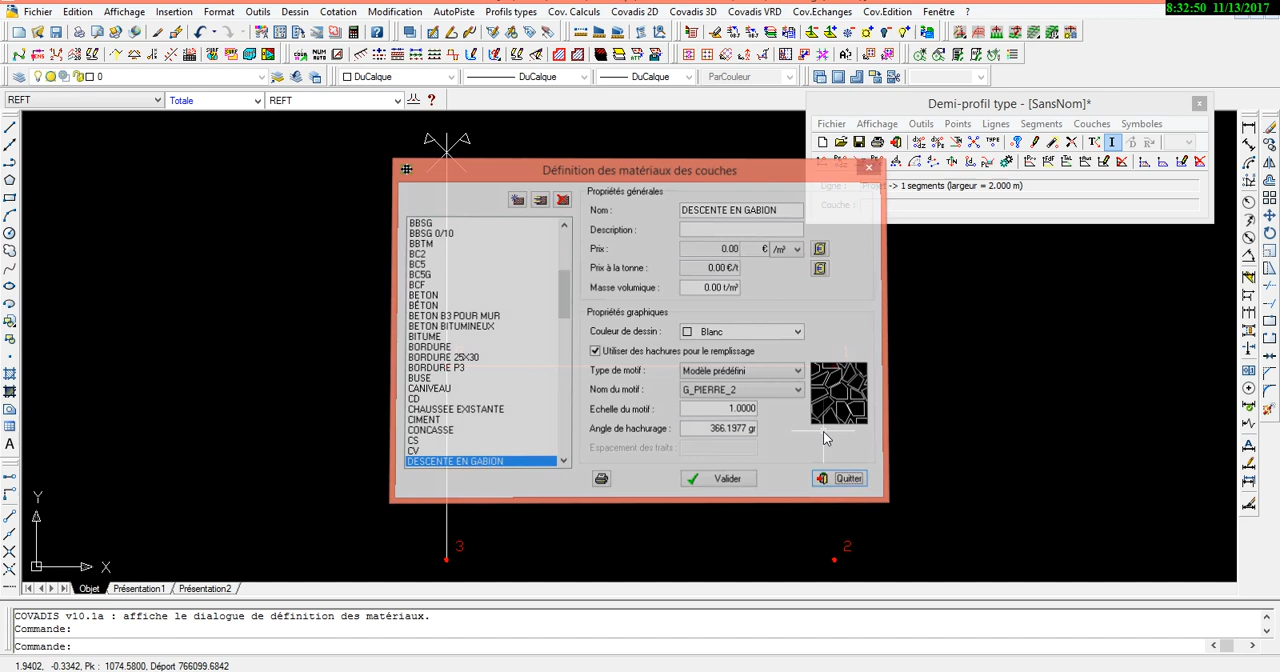 8:32:50 11/13/2017
Fichier Edition Affichage Insertion Format Outils Dessin Cotation Modification AutoPiste Profils types Cov. Calculs Covadis 2D Covadis 3D Covadis VRD Cov.Echanges Cov.Edition Fenêtre ?
0 DuCalque DuCalque DuCalque ParCouleur
REFT Totale REFT
Demi-profil type - [SansNom]*
Fichier Affichage Outils Points Lignes Segments Couches Symboles
Ligne : Projet -> 1 segments (largeur = 2.000 m)
Couche :
Définition des matériaux des couches
BBSG
BBSG 0/10
BBTM
BC2
BC5
BC5G
BCF
BETON
BÉTON
BETON B3 POUR MUR
BETON BITUMINEUX
BITUME
BORDURE
BORDURE 25X30
BORDURE P3
BUSE
CANIVEAU
CD
CHAUSSEE EXISTANTE
CIMENT
CONCASSE
CS
CV
DESCENTE EN GABION
Propriétés générales
Nom : DESCENTE EN GABION
Description :
Prix : 0.00 € /m³
Prix à la tonne : 0.00 €/t
Masse volumique : 0.00 t/m³
Propriétés graphiques
Couleur de dessin : Blanc
Utiliser des hachures pour le remplissage
Type de motif : Modèle prédéfini
Nom du motif : G_PIERRE_2
Echelle du motif : 1.0000
Angle de hachurage : 366.1977 gr
Espacement des traits :
Valider Quitter
1
3 2
Y
X
Objet Présentation1 Présentation2
COVADIS v10.1a : affiche le dialogue de définition des matériaux.
Commande:
Commande:
1.9402, -0.3342, Pk : 1074.5800, Déport 766099.6842